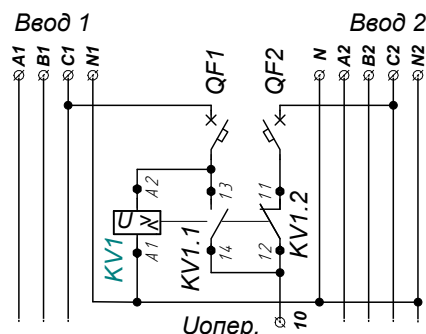 Ввод 1
Ввод 2
A1
B1
C1
N1
QF1
QF2
N
A2
B2
C2
N2
A2
13
11
U
KV1
A1
KV1.1
14
12
KV1.2
Uопер.
10